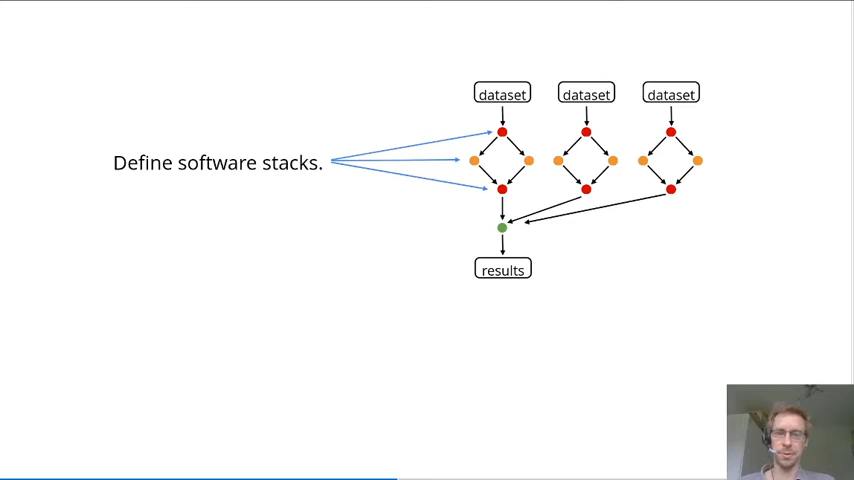 dataset dataset dataset
Define software stacks.
results